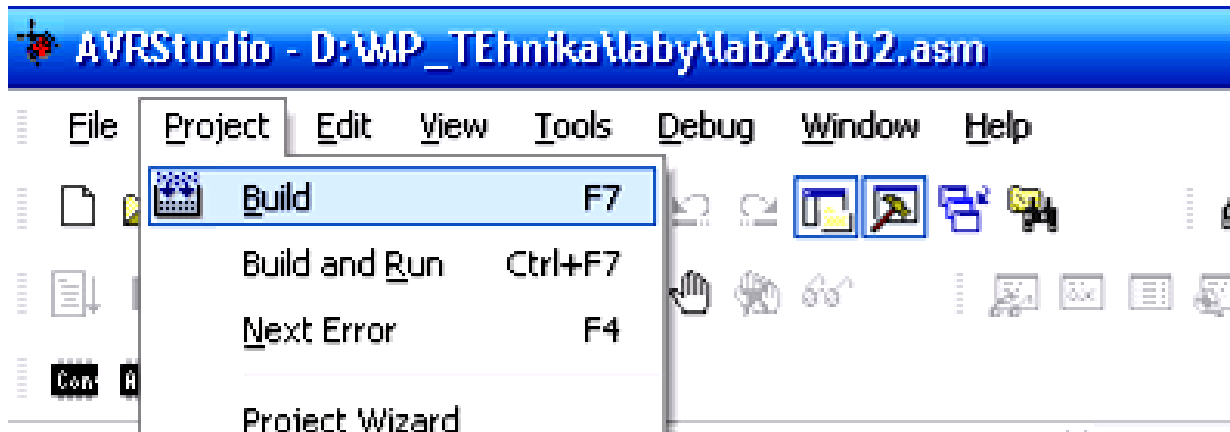 AVRStudio - D:\MP_TEhnika\laby\lab2\lab2.asm
File Project Edit View Tools Debug Window Help
Build F7
Build and Run Ctrl+F7
Next Error F4
Con
Project Wizard